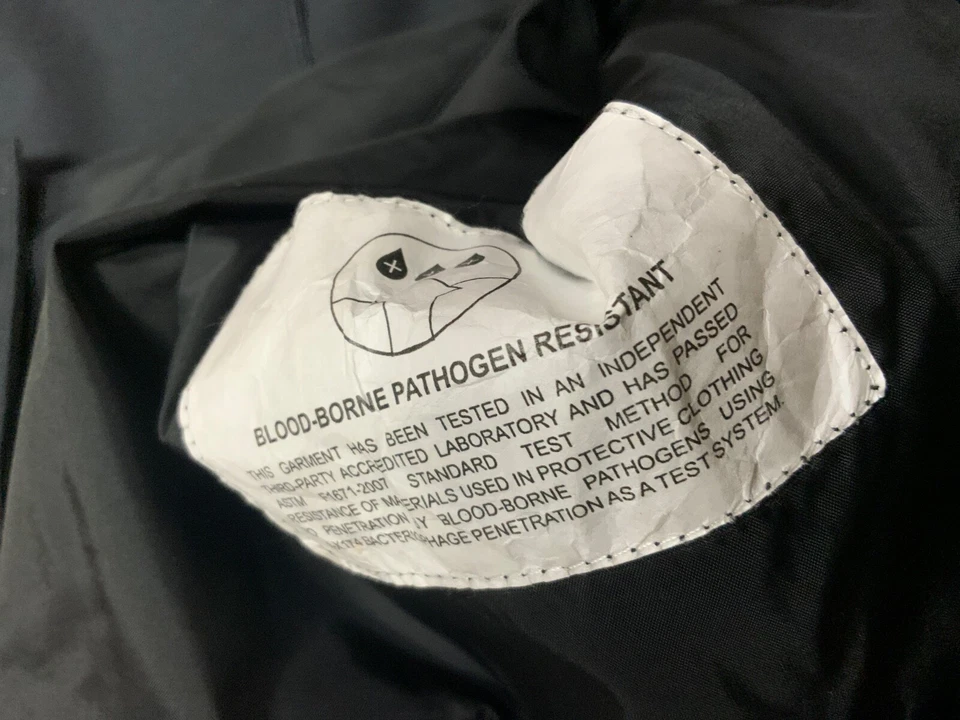 BLOOD-BORNE PATHOGEN RESISTANT
THIS GARMENT HAS BEEN TESTED IN AN INDEPENDENT
THIRD-PARTY ACCREDITED LABORATORY AND HAS PASSED
ASTM F1671-2007 STANDARD TEST METHOD FOR
RESISTANCE OF MATERIALS USED IN PROTECTIVE CLOTHING
PENETRATION BY BLOOD-BORNE PATHOGENS USING
BACTERIOPHAGE PENETRATION AS A TEST SYSTEM.